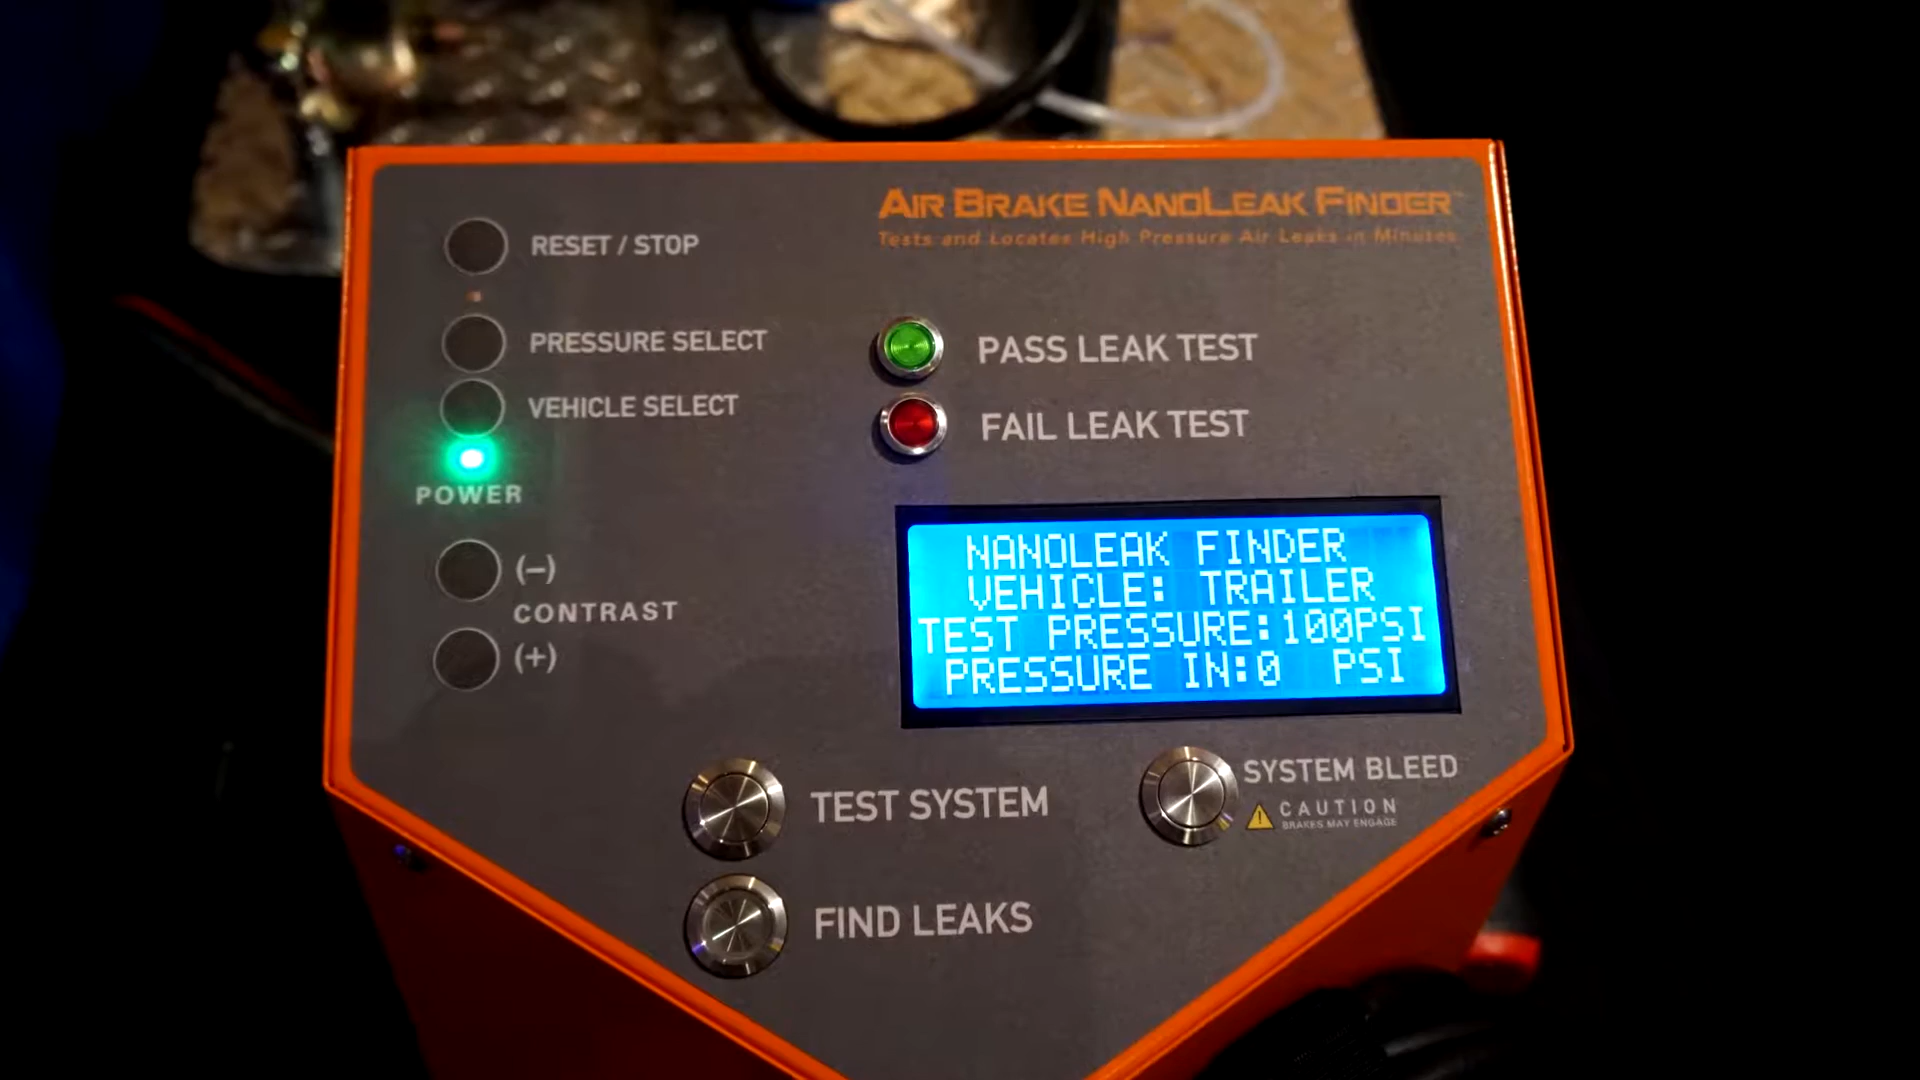 AIR BRAKE NANOLEAK FINDER™
Tests and Locates High Pressure Air Leaks in Minutes
RESET / STOP
PRESSURE SELECT
VEHICLE SELECT
POWER
(–)
CONTRAST
(+)
PASS LEAK TEST
FAIL LEAK TEST
NANOLEAK FINDER
VEHICLE: TRAILER
TEST PRESSURE:100PSI
PRESSURE IN:0 PSI
TEST SYSTEM
SYSTEM BLEED
CAUTION
BRAKES MAY ENGAGE
FIND LEAKS